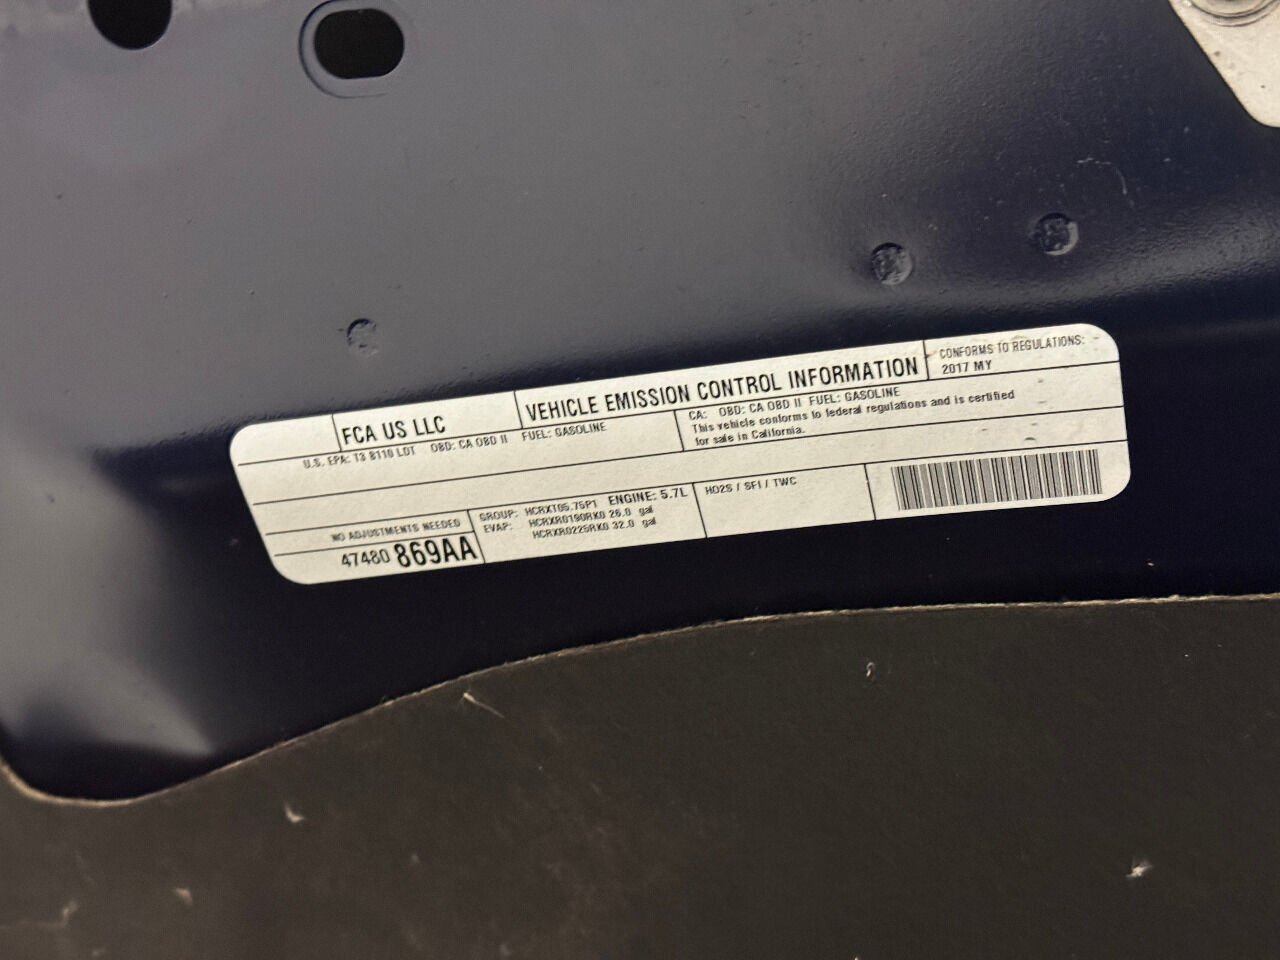 FCA US LLC
VEHICLE EMISSION CONTROL INFORMATION
CONFORMS TO REGULATIONS:
2017 MY
U.S. EPA: T3 B110 LDT OBD: CA OBD II FUEL: GASOLINE
CA: OBD: CA OBD II FUEL: GASOLINE
This vehicle conforms to federal regulations and is certified
for sale in California.
NO ADJUSTMENTS NEEDED
47480 869AA
GROUP: HCRXT05.75P1 ENGINE: 5.7L
EVAP: HCRXR0190RK0 26.0 gal
HCRXR0225RK0 32.0 gal
HO2S / SFI / TWC